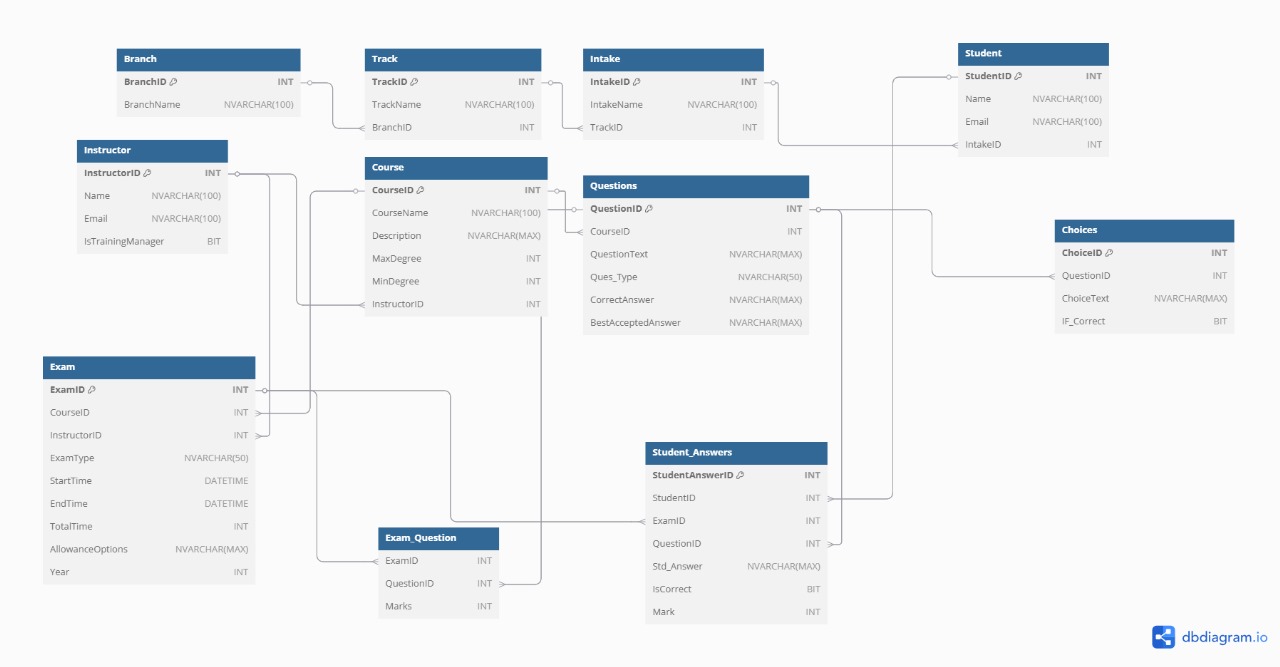 Branch
BranchID INT
BranchName NVARCHAR(100)
Track
TrackID INT
TrackName NVARCHAR(100)
BranchID INT
Intake
IntakeID INT
IntakeName NVARCHAR(100)
TrackID INT
Student
StudentID INT
Name NVARCHAR(100)
Email NVARCHAR(100)
IntakeID INT
Instructor
InstructorID INT
Name NVARCHAR(100)
Email NVARCHAR(100)
IsTrainingManager BIT
Course
CourseID INT
CourseName NVARCHAR(100)
Description NVARCHAR(MAX)
MaxDegree INT
MinDegree INT
InstructorID INT
Questions
QuestionID INT
CourseID INT
QuestionText NVARCHAR(MAX)
Ques_Type NVARCHAR(50)
CorrectAnswer NVARCHAR(MAX)
BestAcceptedAnswer NVARCHAR(MAX)
Choices
ChoiceID INT
QuestionID INT
ChoiceText NVARCHAR(MAX)
IF_Correct BIT
Exam
ExamID INT
CourseID INT
InstructorID INT
ExamType NVARCHAR(50)
StartTime DATETIME
EndTime DATETIME
TotalTime INT
AllowanceOptions NVARCHAR(MAX)
Year INT
Exam_Question
ExamID INT
QuestionID INT
Marks INT
Student_Answers
StudentAnswerID INT
StudentID INT
ExamID INT
QuestionID INT
Std_Answer NVARCHAR(MAX)
IsCorrect BIT
Mark INT
dbdiagram.io